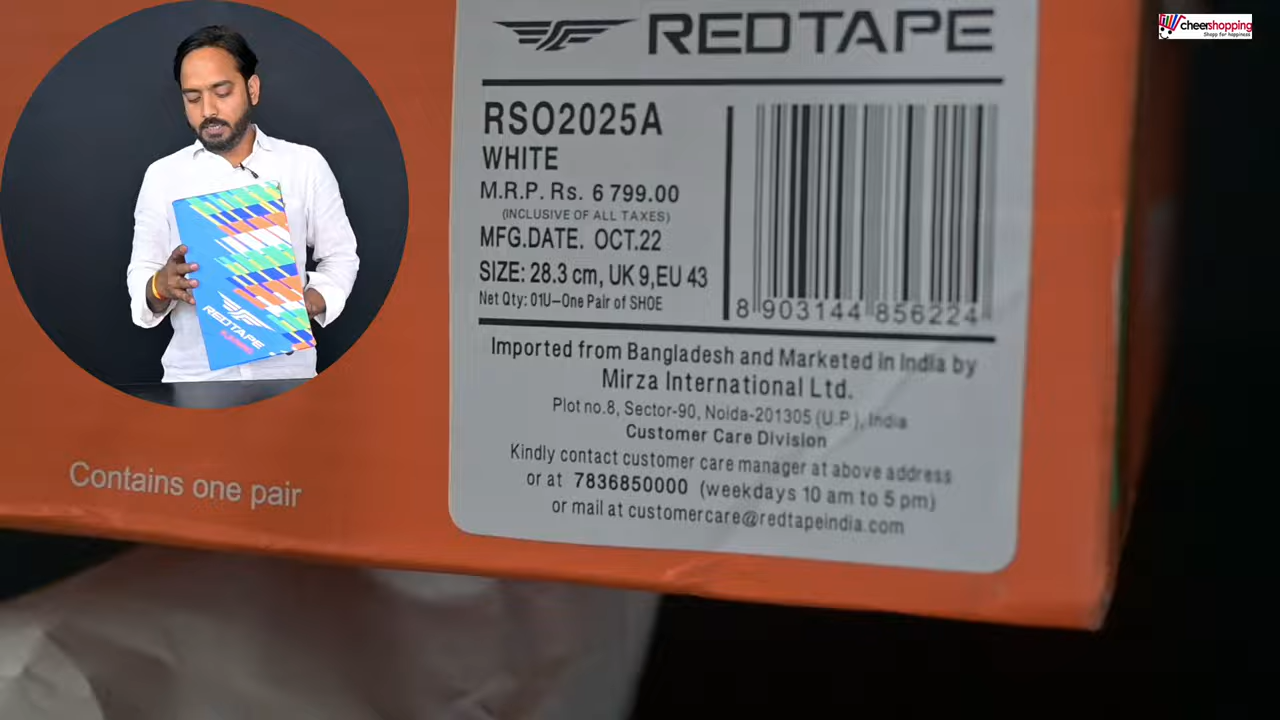 cheershopping
Shopp for happiness
REDTAPE
RSO2025A
WHITE
M.R.P. Rs. 6 799.00
(INCLUSIVE OF ALL TAXES)
MFG.DATE. OCT.22
SIZE: 28.3 cm, UK 9,EU 43
Net Qty: 01U–One Pair of SHOE
8 903144 856224
Imported from Bangladesh and Marketed in India by
Mirza International Ltd.
Plot no.8, Sector-90, Noida-201305 (U.P.), India
Customer Care Division
Kindly contact customer care manager at above address
or at 7836850000 (weekdays 10 am to 5 pm)
or mail at customercare@redtapeindia.com
Contains one pair
REDTAPE